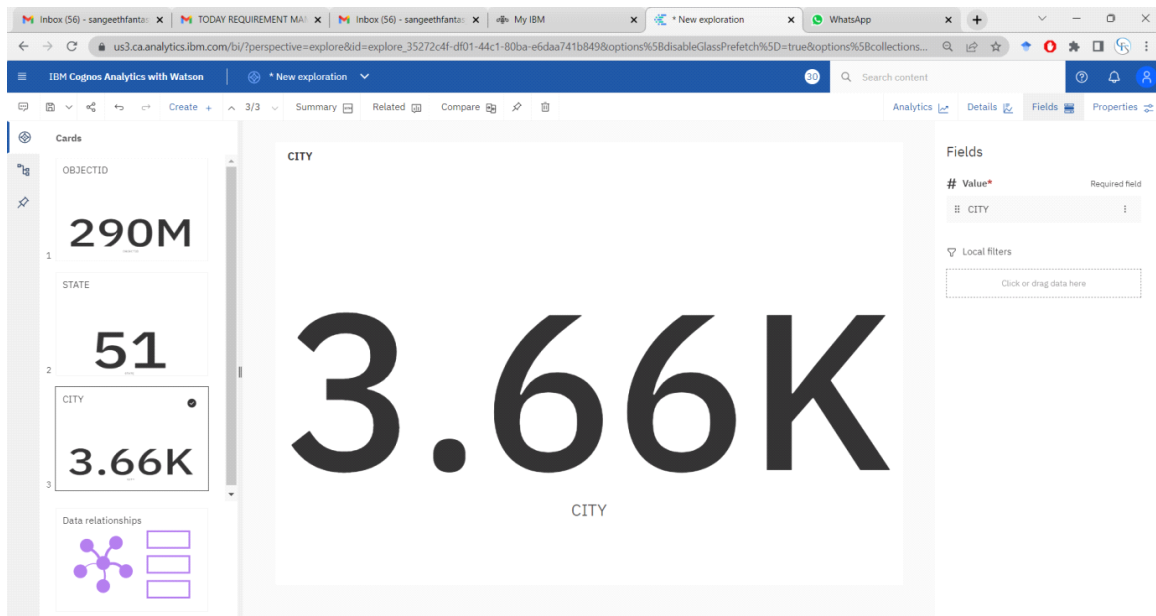 Inbox (56) - sangeethfantas
TODAY REQUIREMENT MA
Inbox (56) - sangeethfantas
My IBM
* New exploration
WhatsApp
us3.ca.analytics.ibm.com/bi/?perspective=explore&id=explore_35272c4f-df01-44c1-80ba-e6daa741b849&options%5BdisableGlassPrefetch%5D=true&options%5Bcollections...
IBM Cognos Analytics with Watson
* New exploration
30
Search content
Create +
3/3
Summary
Related
Compare
Analytics
Details
Fields
Properties
Cards
OBJECTID
290M
1
STATE
51
2
CITY
3.66K
3
Data relationships
CITY
3.66K
CITY
Fields
# Value*
Required field
CITY
Local filters
Click or drag data here